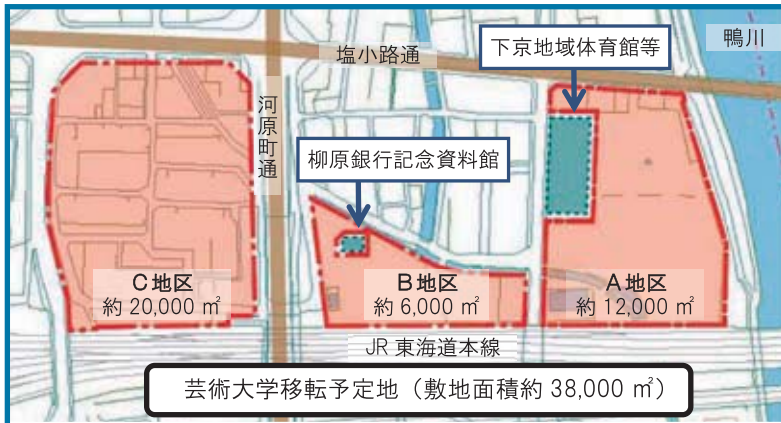 鴨川
下京地域体育館等
塩小路通
河原町通
柳原銀行記念資料館
C地区
約 20,000 ㎡
B地区
約 6,000 ㎡
A地区
約 12,000 ㎡
JR 東海道本線
芸術大学移転予定地（敷地面積約 38,000 ㎡）